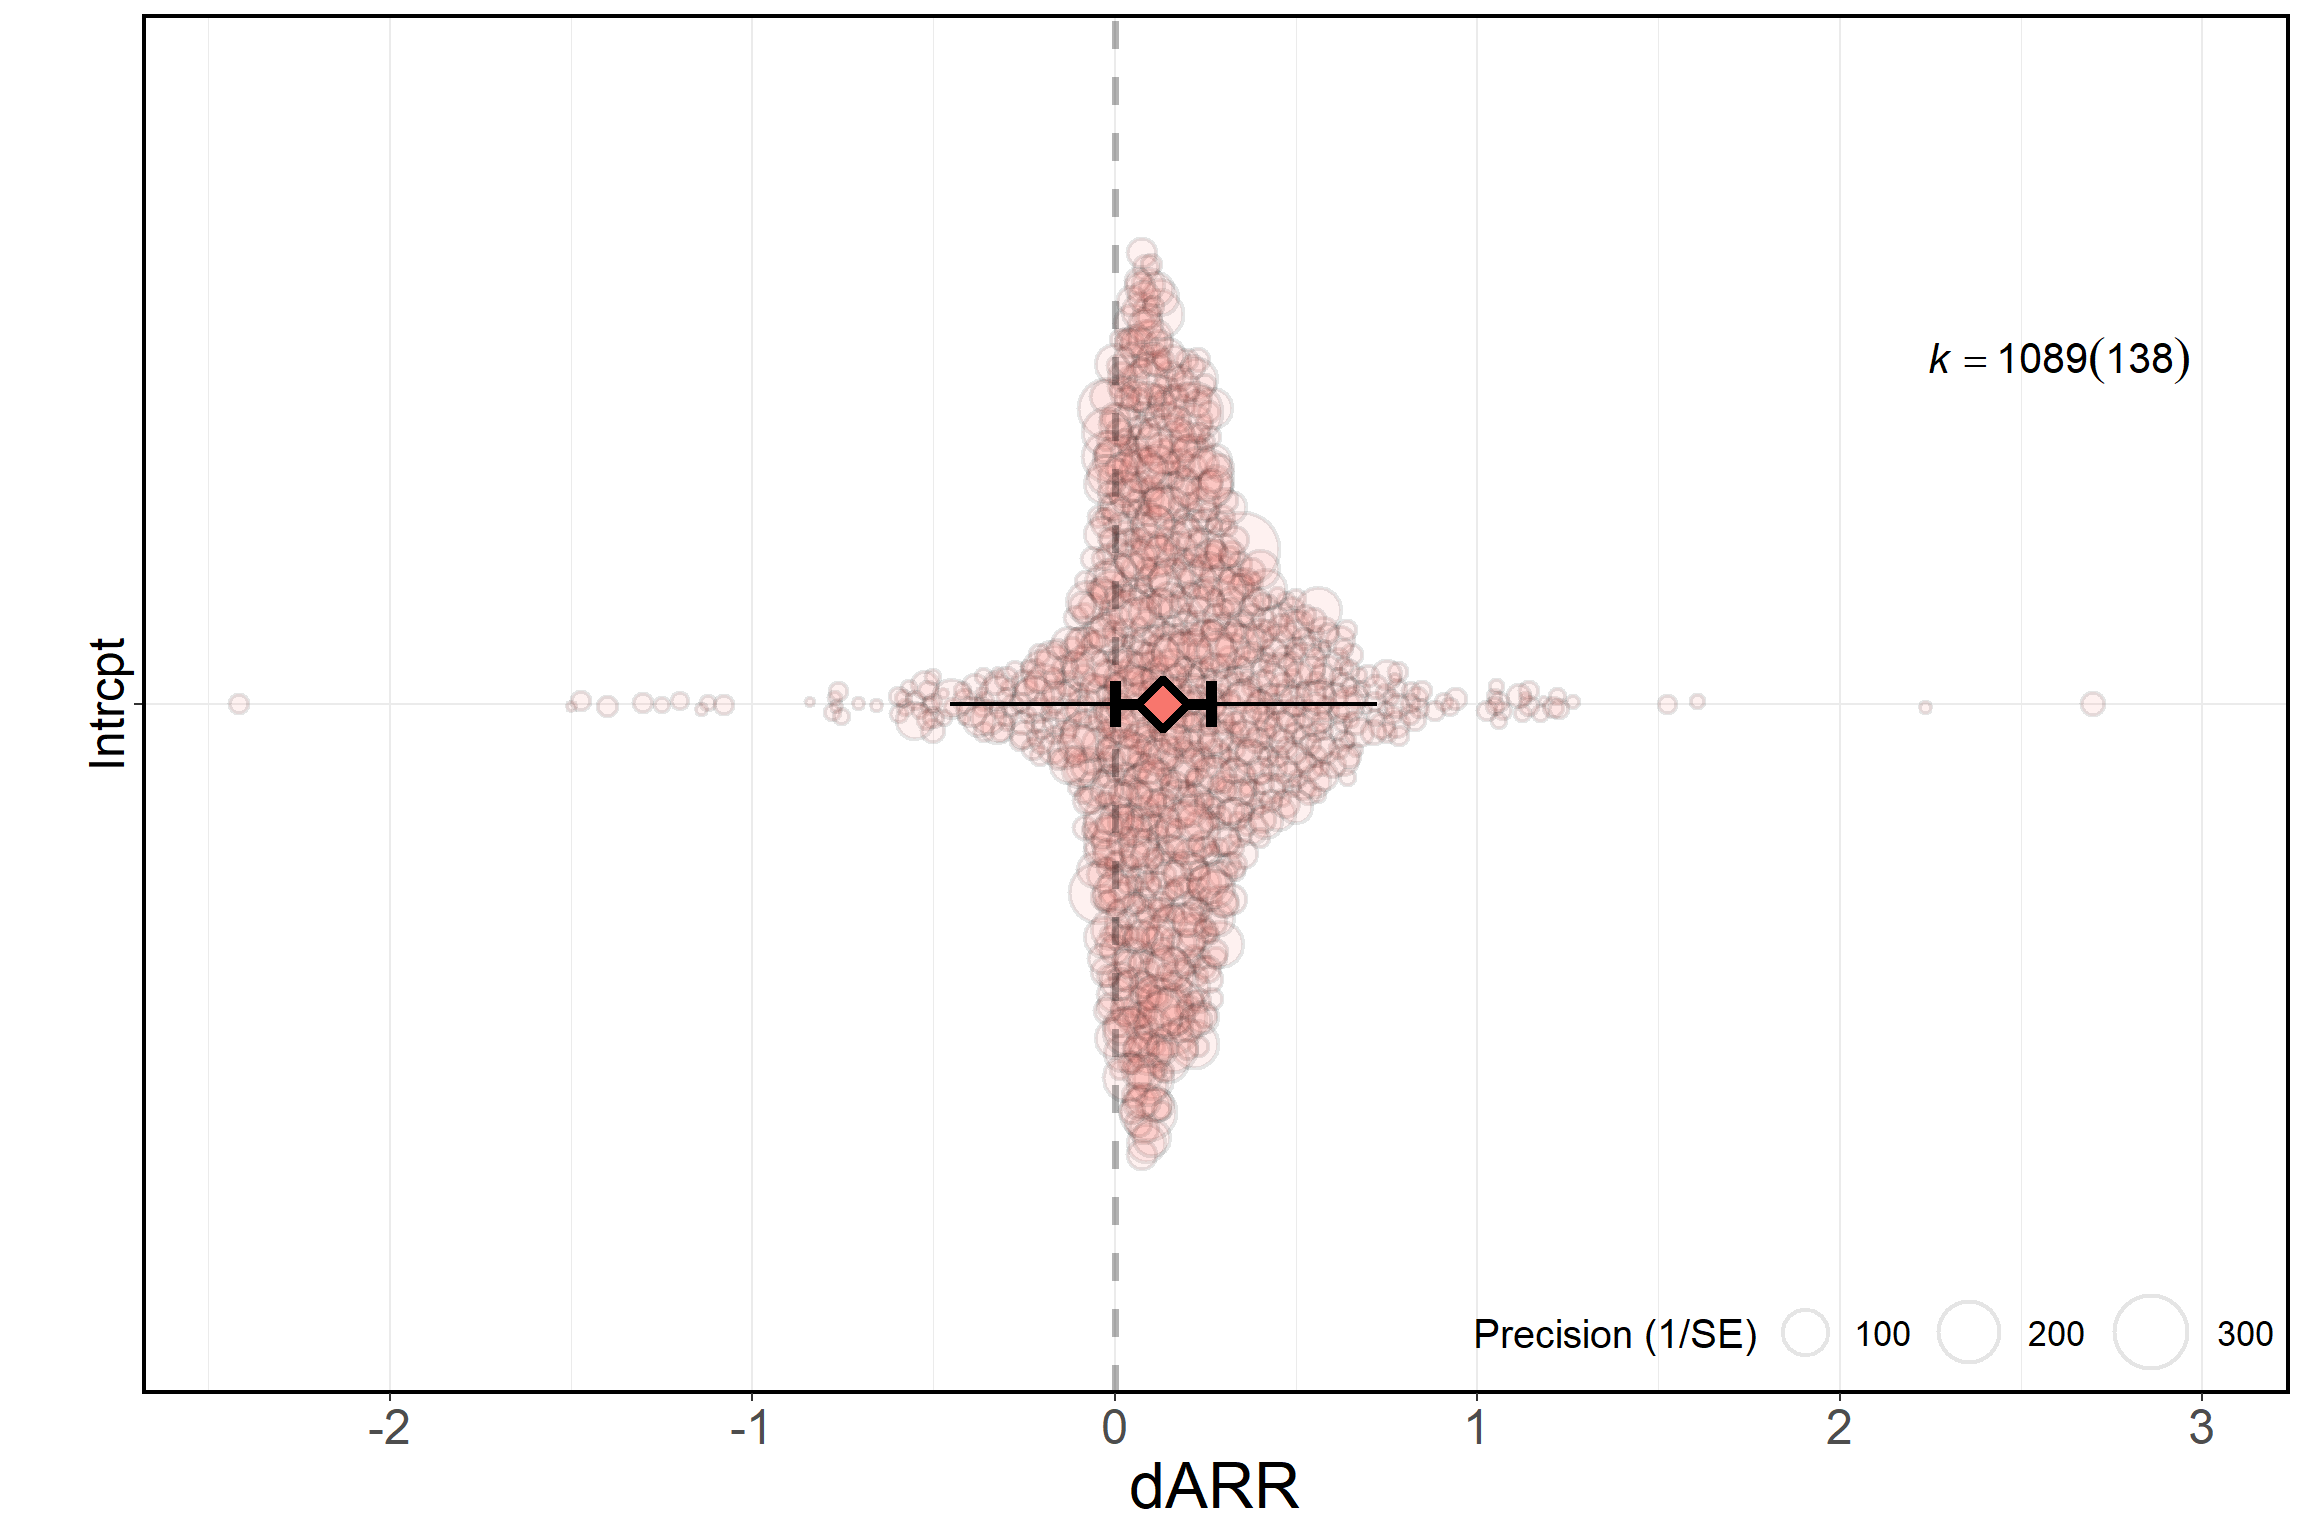 Intrcpt
k = 1089(138)
Precision (1/SE) 100 200 300
-2 -1 0 1 2 3
dARR